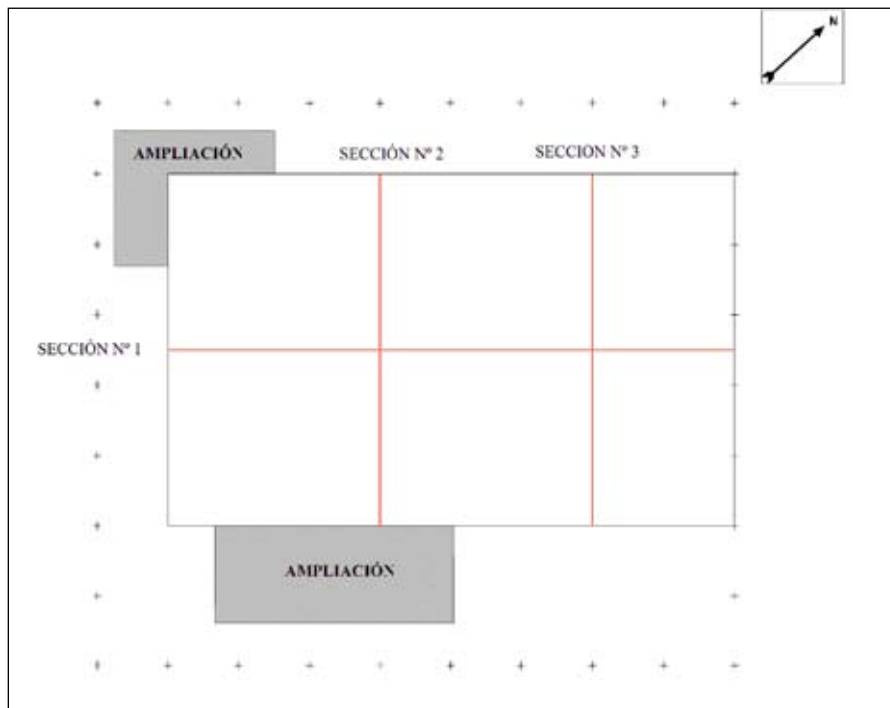 N
AMPLIACIÓN
SECCIÓN Nº 2
SECCION Nº 3
SECCIÓN Nº 1
AMPLIACIÓN